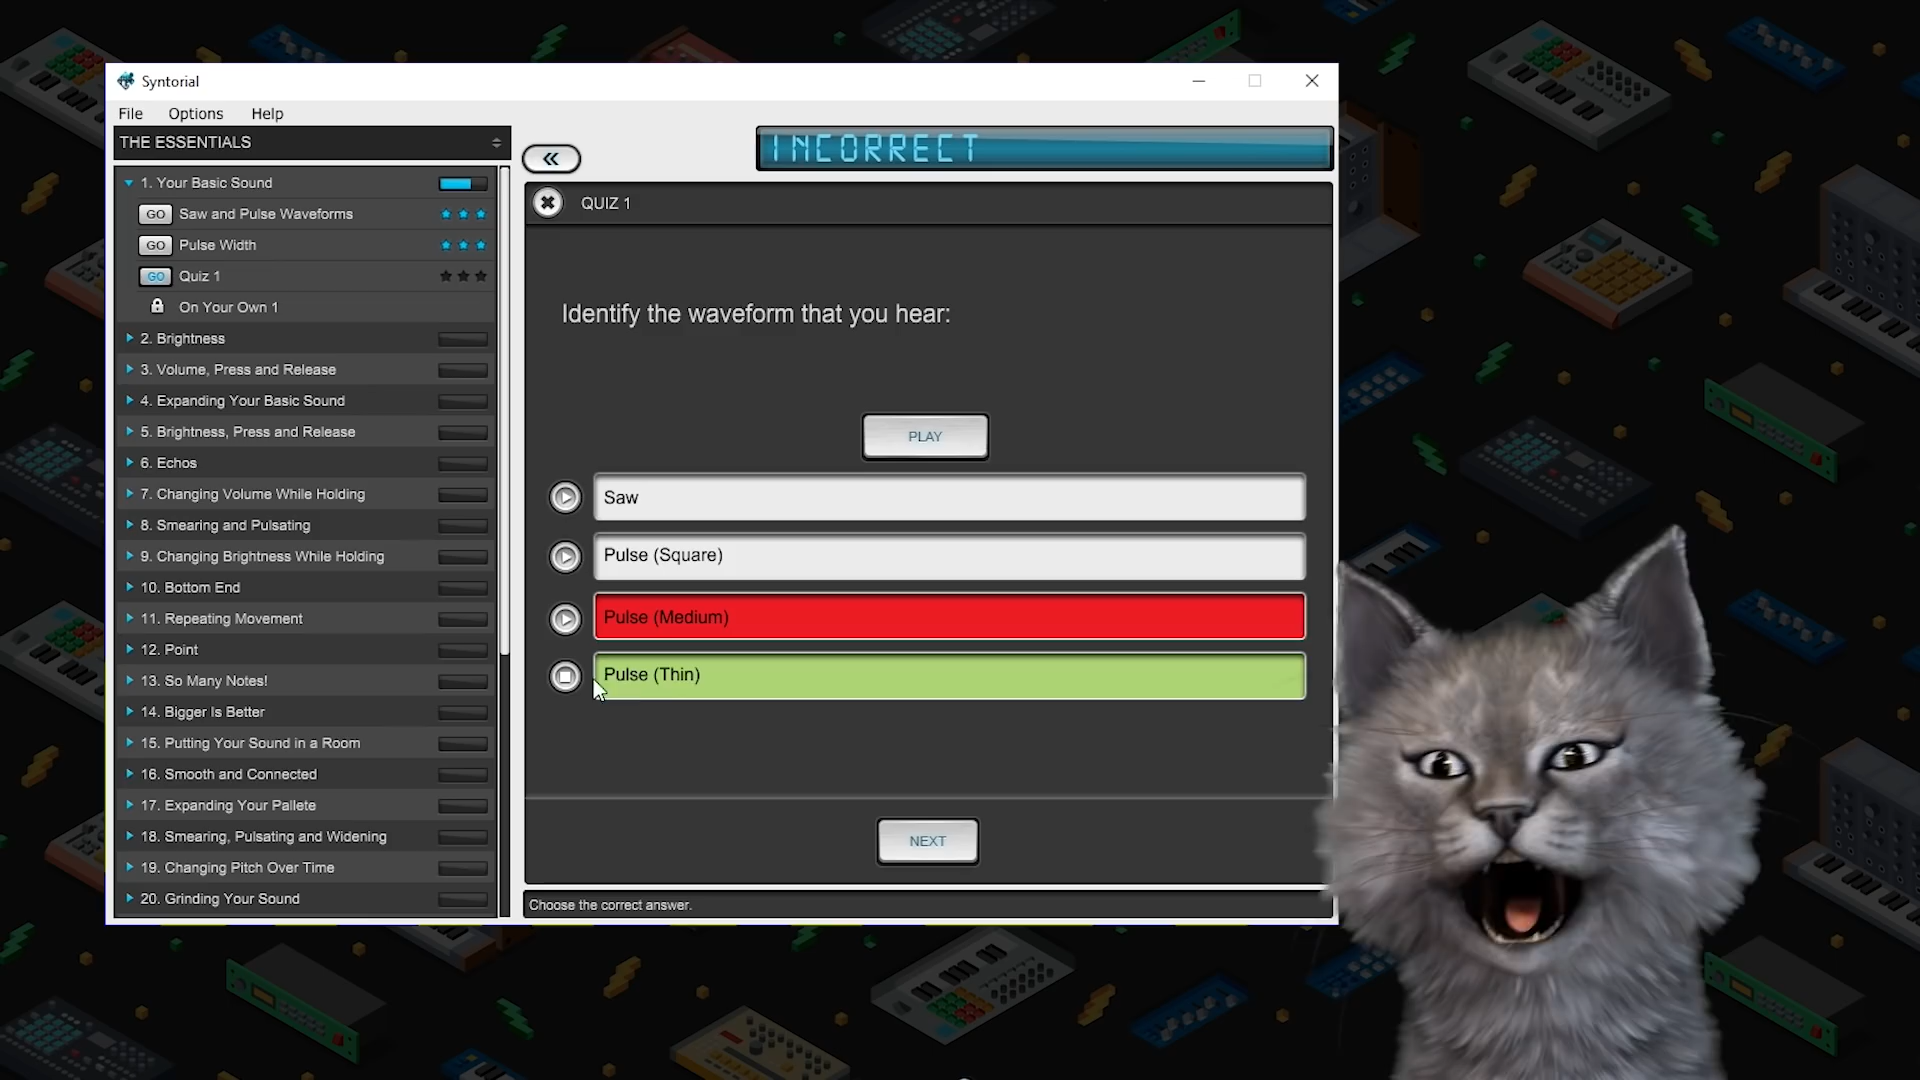 Syntorial
File Options Help
THE ESSENTIALS
1. Your Basic Sound
GO Saw and Pulse Waveforms
GO Pulse Width
GO Quiz 1
On Your Own 1
2. Brightness
3. Volume, Press and Release
4. Expanding Your Basic Sound
5. Brightness, Press and Release
6. Echos
7. Changing Volume While Holding
8. Smearing and Pulsating
9. Changing Brightness While Holding
10. Bottom End
11. Repeating Movement
12. Point
13. So Many Notes!
14. Bigger Is Better
15. Putting Your Sound in a Room
16. Smooth and Connected
17. Expanding Your Pallete
18. Smearing, Pulsating and Widening
19. Changing Pitch Over Time
20. Grinding Your Sound
INCORRECT
QUIZ 1
Identify the waveform that you hear:
PLAY
Saw
Pulse (Square)
Pulse (Medium)
Pulse (Thin)
NEXT
Choose the correct answer.